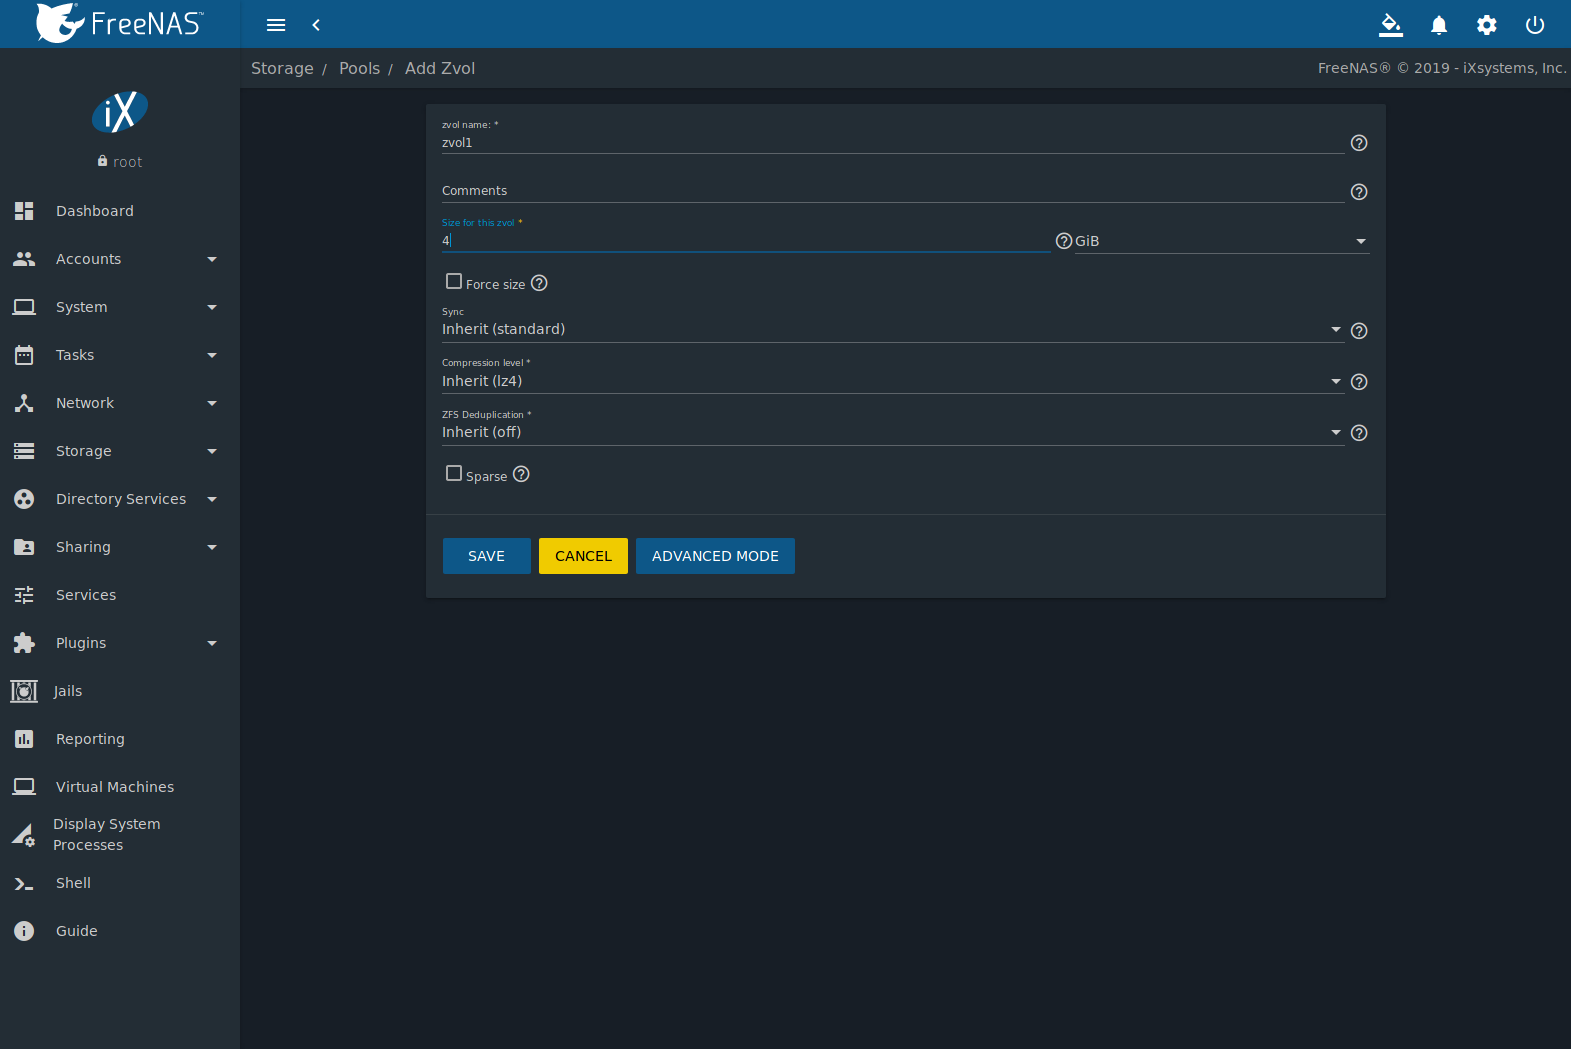 FreeNAS™
Storage / Pools / Add Zvol
FreeNAS® © 2019 - iXsystems, Inc.
iX
root
Dashboard
Accounts
System
Tasks
Network
Storage
Directory Services
Sharing
Services
Plugins
Jails
Reporting
Virtual Machines
Display System
Processes
Shell
Guide
zvol name: *
zvol1
Comments
Size for this zvol *
4
GiB
Force size
Sync
Inherit (standard)
Compression level *
Inherit (lz4)
ZFS Deduplication *
Inherit (off)
Sparse
SAVE
CANCEL
ADVANCED MODE